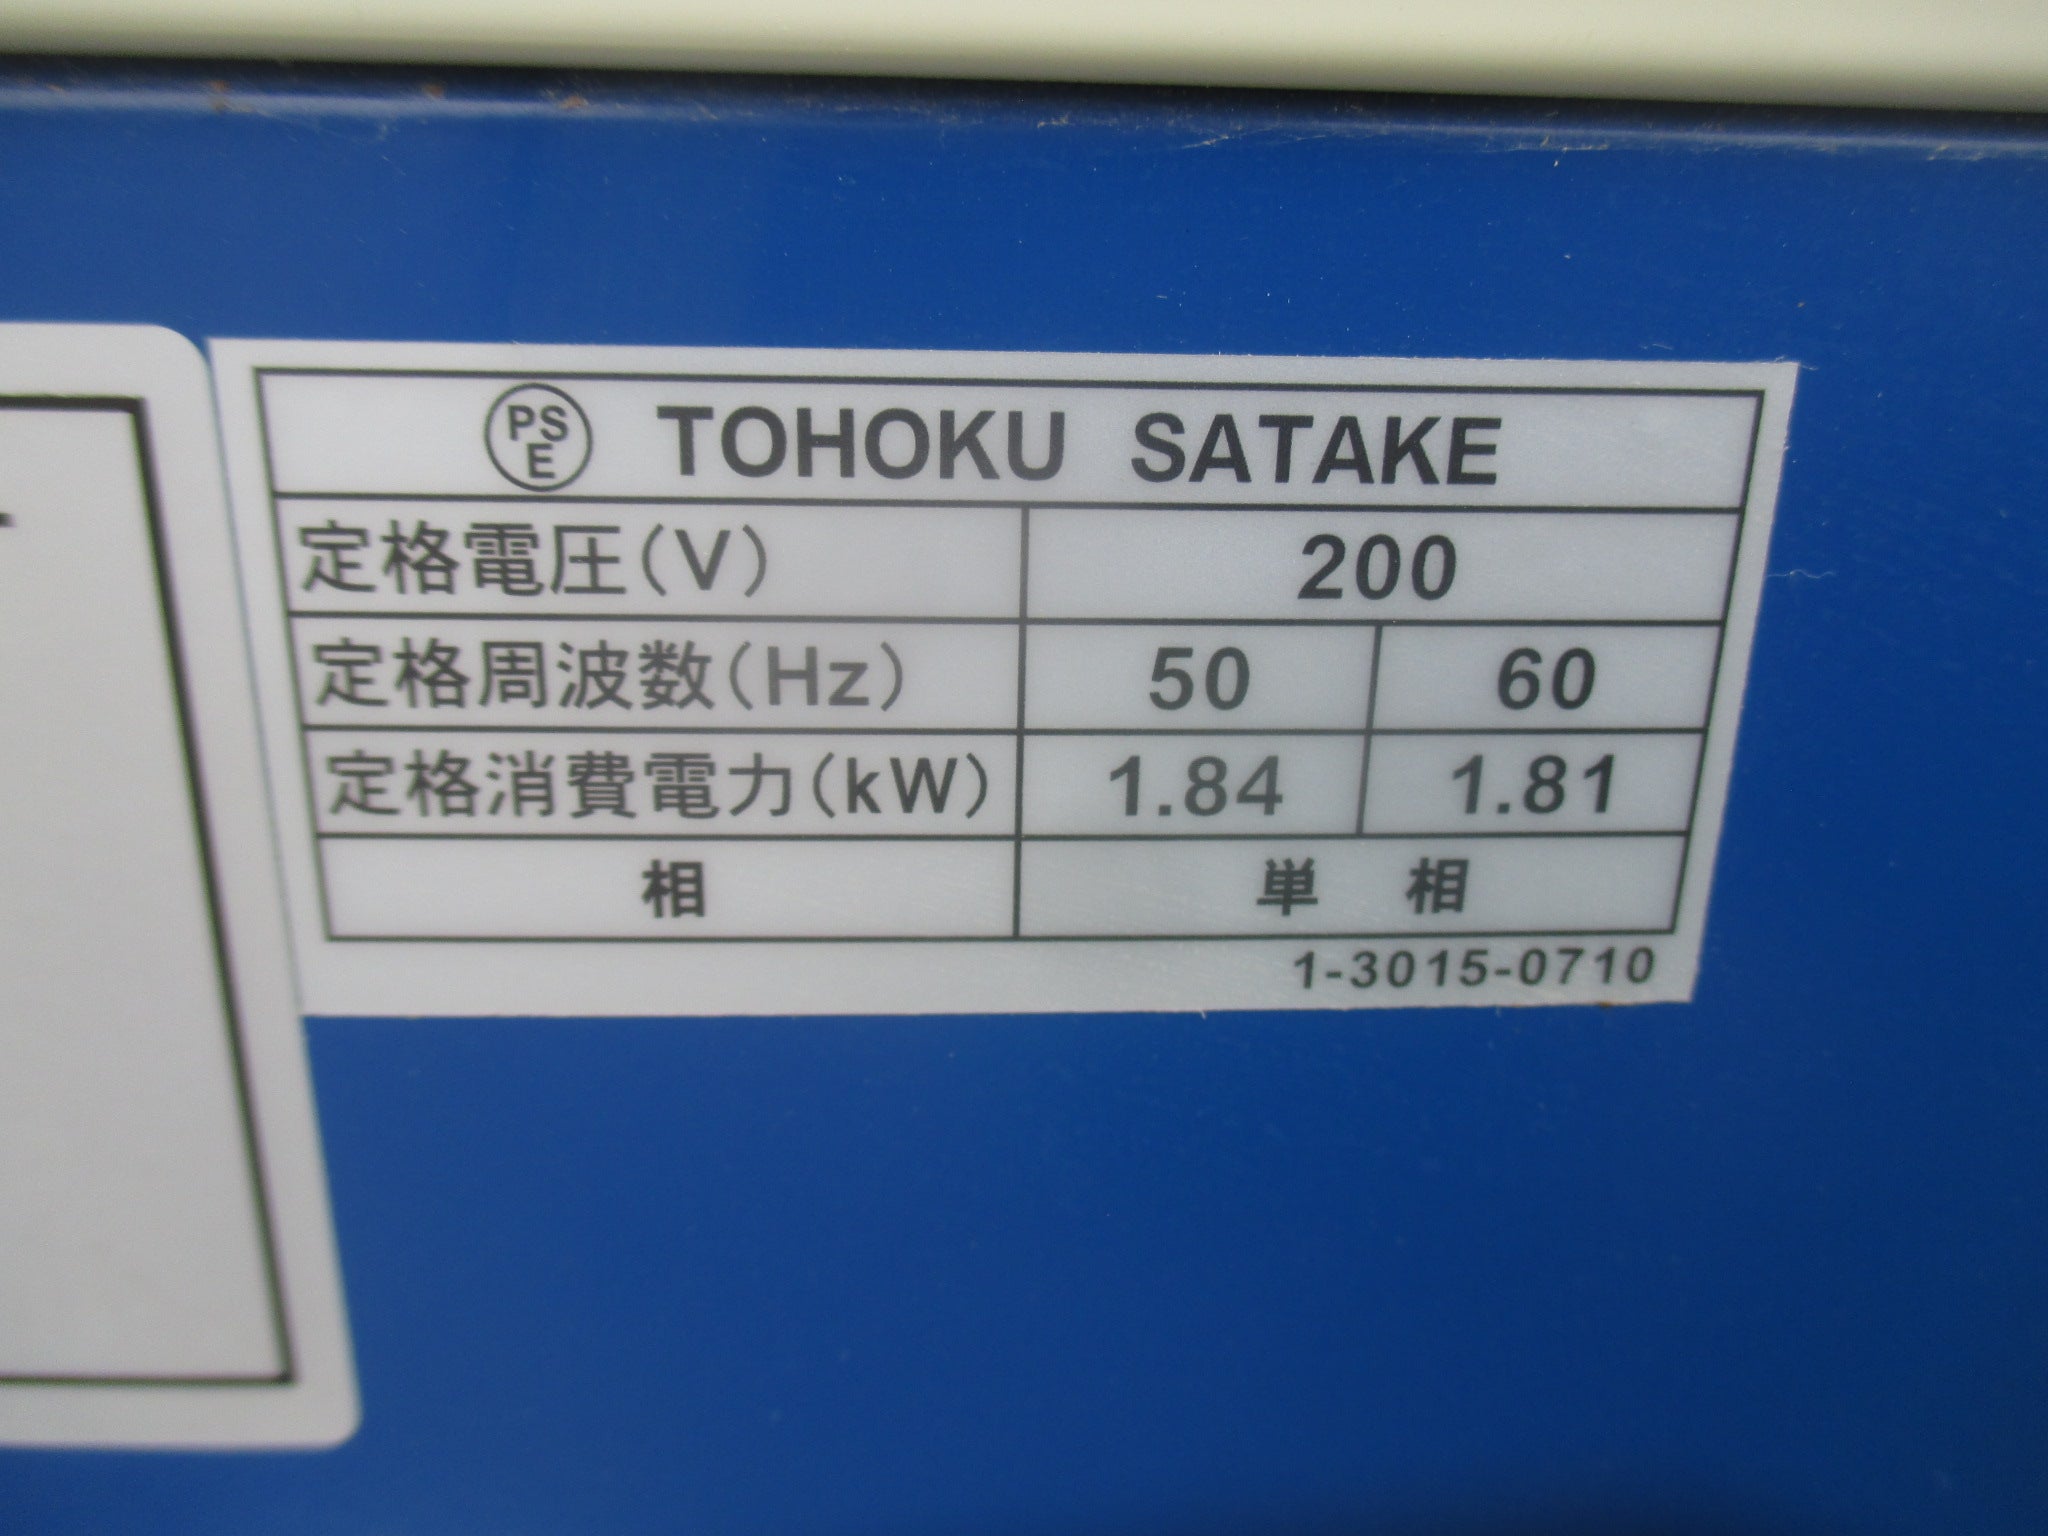 PSE TOHOKU SATAKE
定格電圧(V) 200
定格周波数(Hz) 50 60
定格消費電力(kW) 1.84 1.81
相 単 相
1-3015-0710